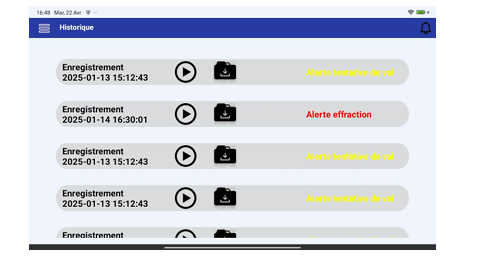 16:48 Mar, 22 Avr
Historique
Enregistrement
2025-01-13 15:12:43
Alerte tentative de vol
Enregistrement
2025-01-14 16:30:01
Alerte effraction
Enregistrement
2025-01-13 15:12:43
Alerte tentative de vol
Enregistrement
2025-01-13 15:12:43
Alerte tentative de vol
Enregistrement